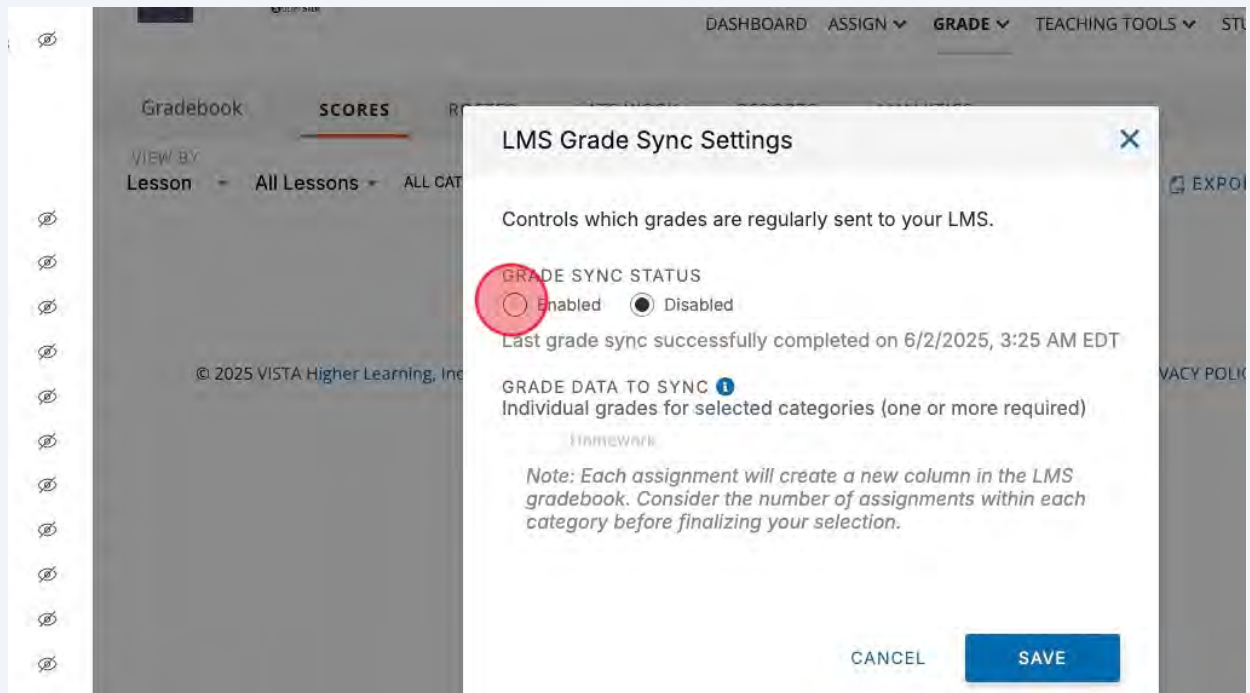 DASHBOARD ASSIGN GRADE TEACHING TOOLS
Gradebook SCORES
VIEW BY
Lesson All Lessons ALL CAT
EXPO
LMS Grade Sync Settings
Controls which grades are regularly sent to your LMS.
GRADE SYNC STATUS
Enabled Disabled
Last grade sync successfully completed on 6/2/2025, 3:25 AM EDT
© 2025 VISTA Higher Learning, Inc
GRADE DATA TO SYNC
Individual grades for selected categories (one or more required)
Homework
Note: Each assignment will create a new column in the LMS
gradebook. Consider the number of assignments within each
category before finalizing your selection.
CANCEL SAVE